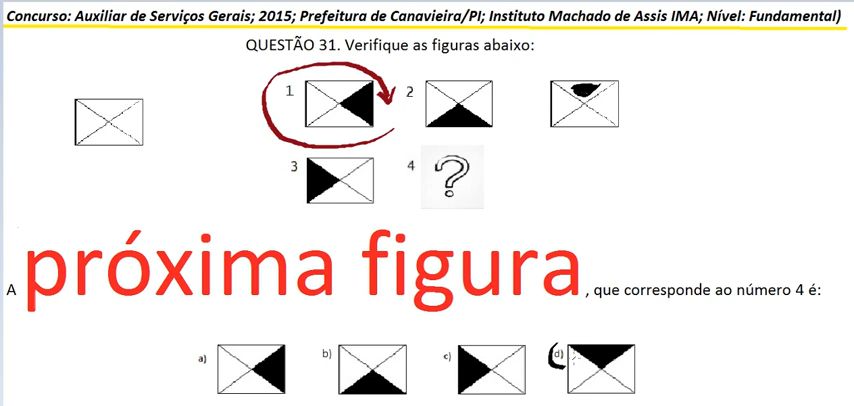 Concurso: Auxiliar de Serviços Gerais; 2015; Prefeitura de Canavieira/PI; Instituto Machado de Assis IMA; Nível: Fundamental)
QUESTÃO 31. Verifique as figuras abaixo:
1
2
3
4 ?
A próxima figura, que corresponde ao número 4 é:
a)
b)
c)
d)